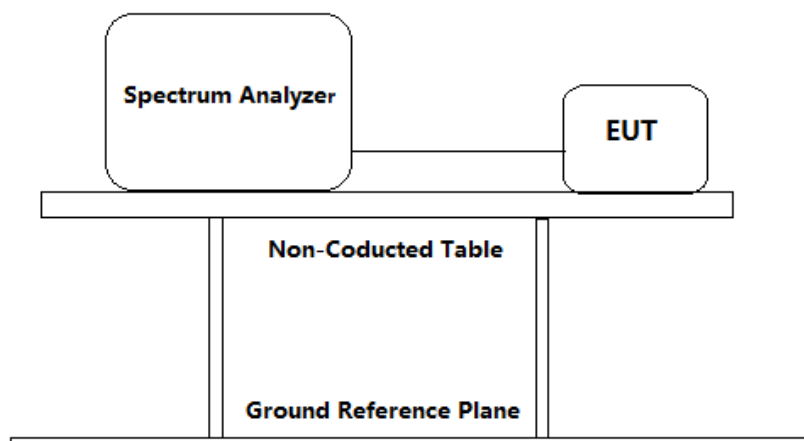 Spectrum Analyzer
EUT
Non-Coducted Table
Ground Reference Plane